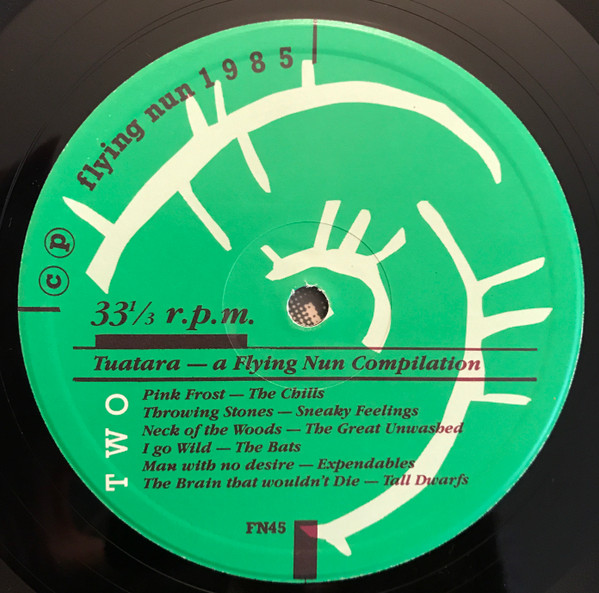 ⓒ ⓟ flying nun 1985
33⅓ r.p.m.
Tuatara — a Flying Nun Compilation
TWO
Pink Frost — The Chills
Throwing Stones — Sneaky Feelings
Neck of the Woods — The Great Unwashed
I go Wild — The Bats
Man with no desire — Expendables
The Brain that wouldn't Die — Tall Dwarfs
FN45